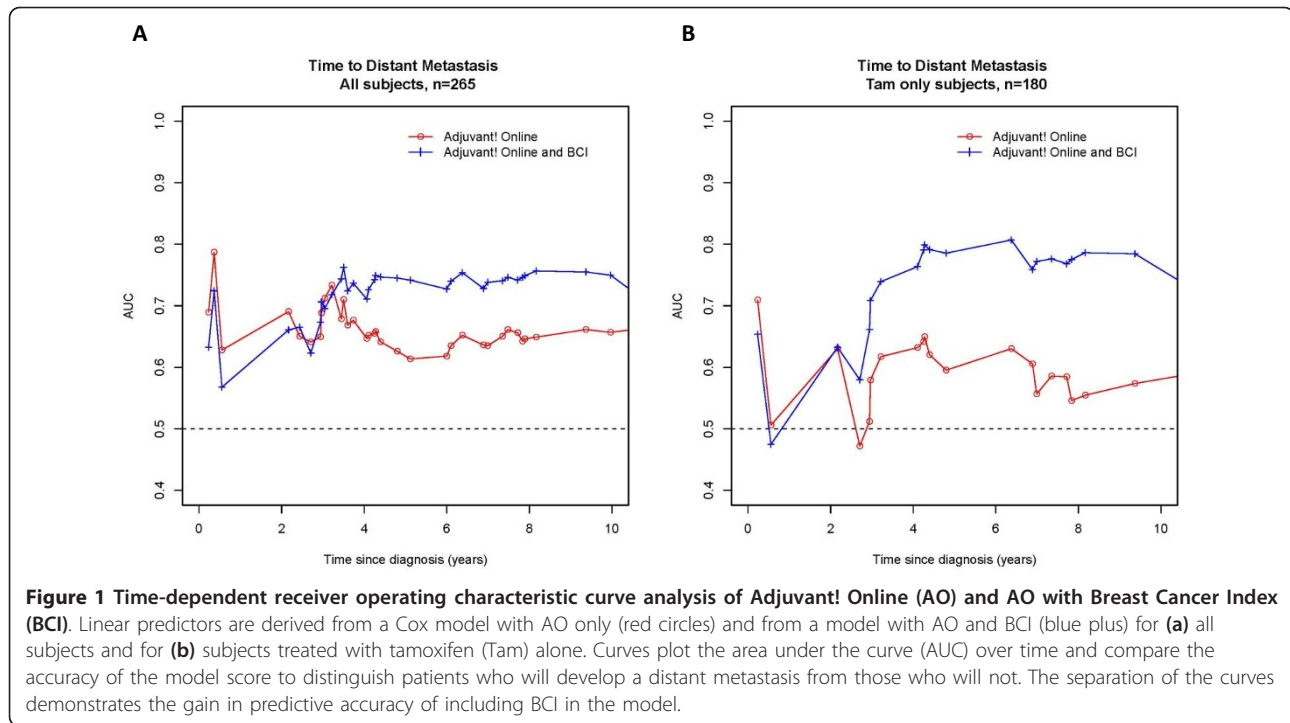 A
Time to Distant Metastasis
All subjects, n=265
Adjuvant! Online
Adjuvant! Online and BCI
AUC
1.0
0.9
0.8
0.7
0.6
0.5
0.4
0 2 4 6 8 10
Time since diagnosis (years)
B
Time to Distant Metastasis
Tam only subjects, n=180
Adjuvant! Online
Adjuvant! Online and BCI
AUC
1.0
0.9
0.8
0.7
0.6
0.5
0.4
0 2 4 6 8 10
Time since diagnosis (years)
Figure 1 Time-dependent receiver operating characteristic curve analysis of Adjuvant! Online (AO) and AO with Breast Cancer Index
(BCI). Linear predictors are derived from a Cox model with AO only (red circles) and from a model with AO and BCI (blue plus) for (a) all
subjects and for (b) subjects treated with tamoxifen (Tam) alone. Curves plot the area under the curve (AUC) over time and compare the
accuracy of the model score to distinguish patients who will develop a distant metastasis from those who will not. The separation of the curves
demonstrates the gain in predictive accuracy of including BCI in the model.